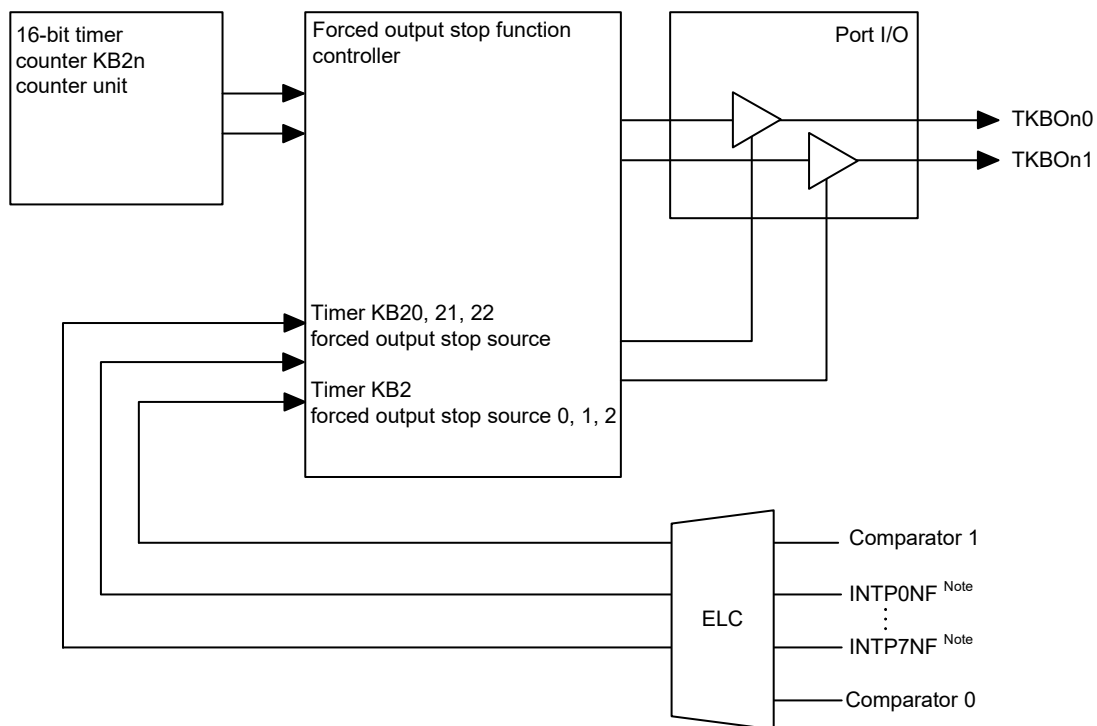 16-bit timer
counter KB2n
counter unit
Forced output stop function
controller
Port I/O
TKBOn0
TKBOn1
Timer KB20, 21, 22
forced output stop source
Timer KB2
forced output stop source 0, 1, 2
ELC
Comparator 1
INTP0NF Note
INTP7NF Note
Comparator 0